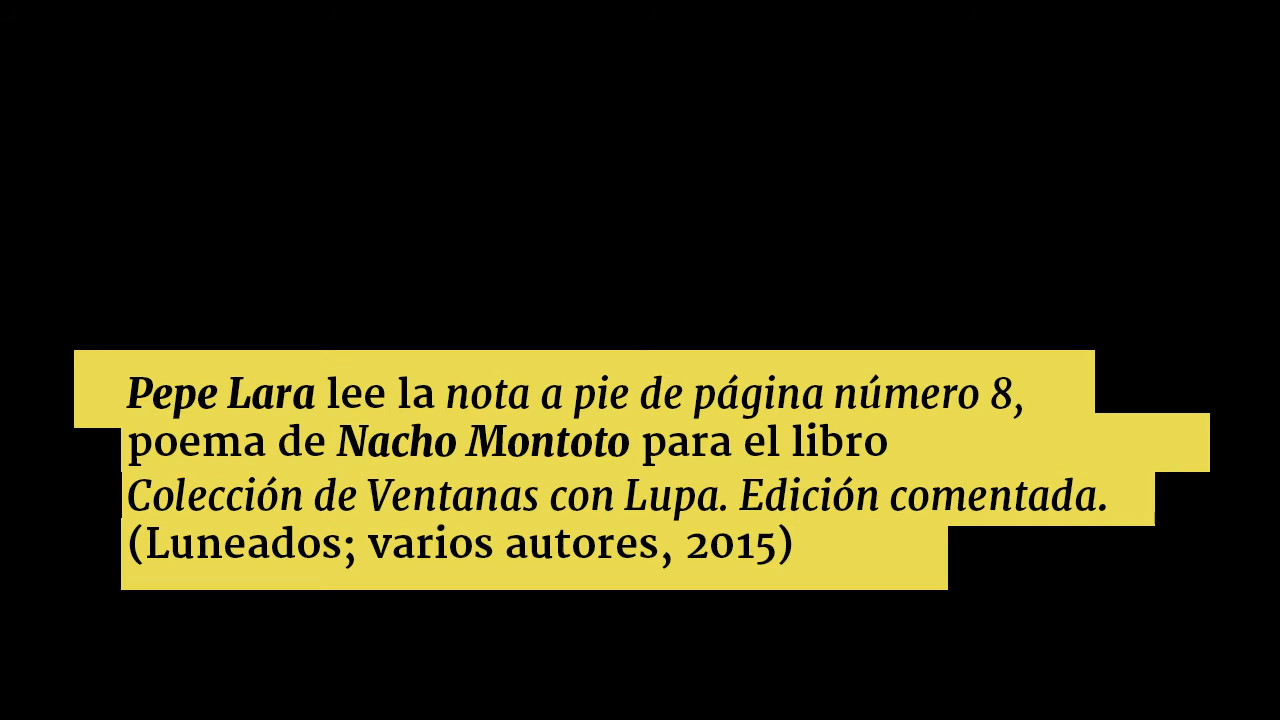 Pepe Lara lee la nota a pie de página número 8,
poema de Nacho Montoto para el libro
Colección de Ventanas con Lupa. Edición comentada.
(Luneados; varios autores, 2015)